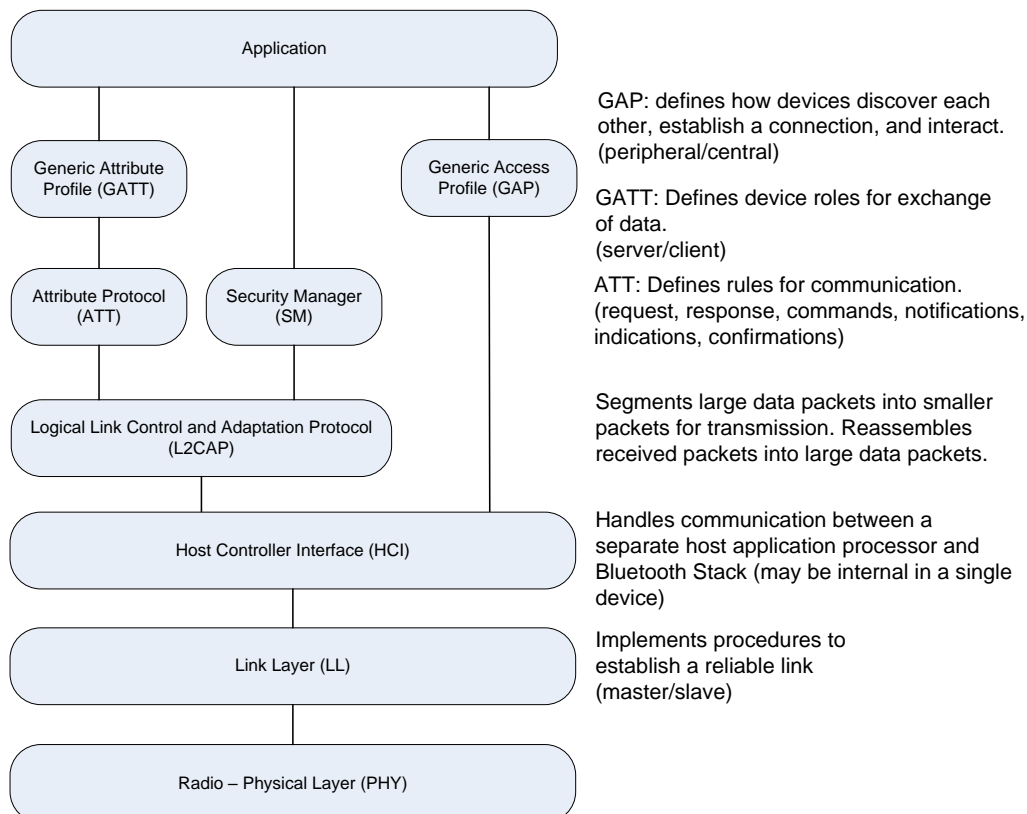 Application
GAP: defines how devices discover each
other, establish a connection, and interact.
(peripheral/central)
Generic Attribute
Profile (GATT)
Generic Access
Profile (GAP)
GATT: Defines device roles for exchange
of data.
(server/client)
Attribute Protocol
(ATT)
Security Manager
(SM)
ATT: Defines rules for communication.
(request, response, commands, notifications,
indications, confirmations)
Logical Link Control and Adaptation Protocol
(L2CAP)
Segments large data packets into smaller
packets for transmission. Reassembles
received packets into large data packets.
Host Controller Interface (HCI)
Handles communication between a
separate host application processor and
Bluetooth Stack (may be internal in a single
device)
Link Layer (LL)
Implements procedures to
establish a reliable link
(master/slave)
Radio – Physical Layer (PHY)